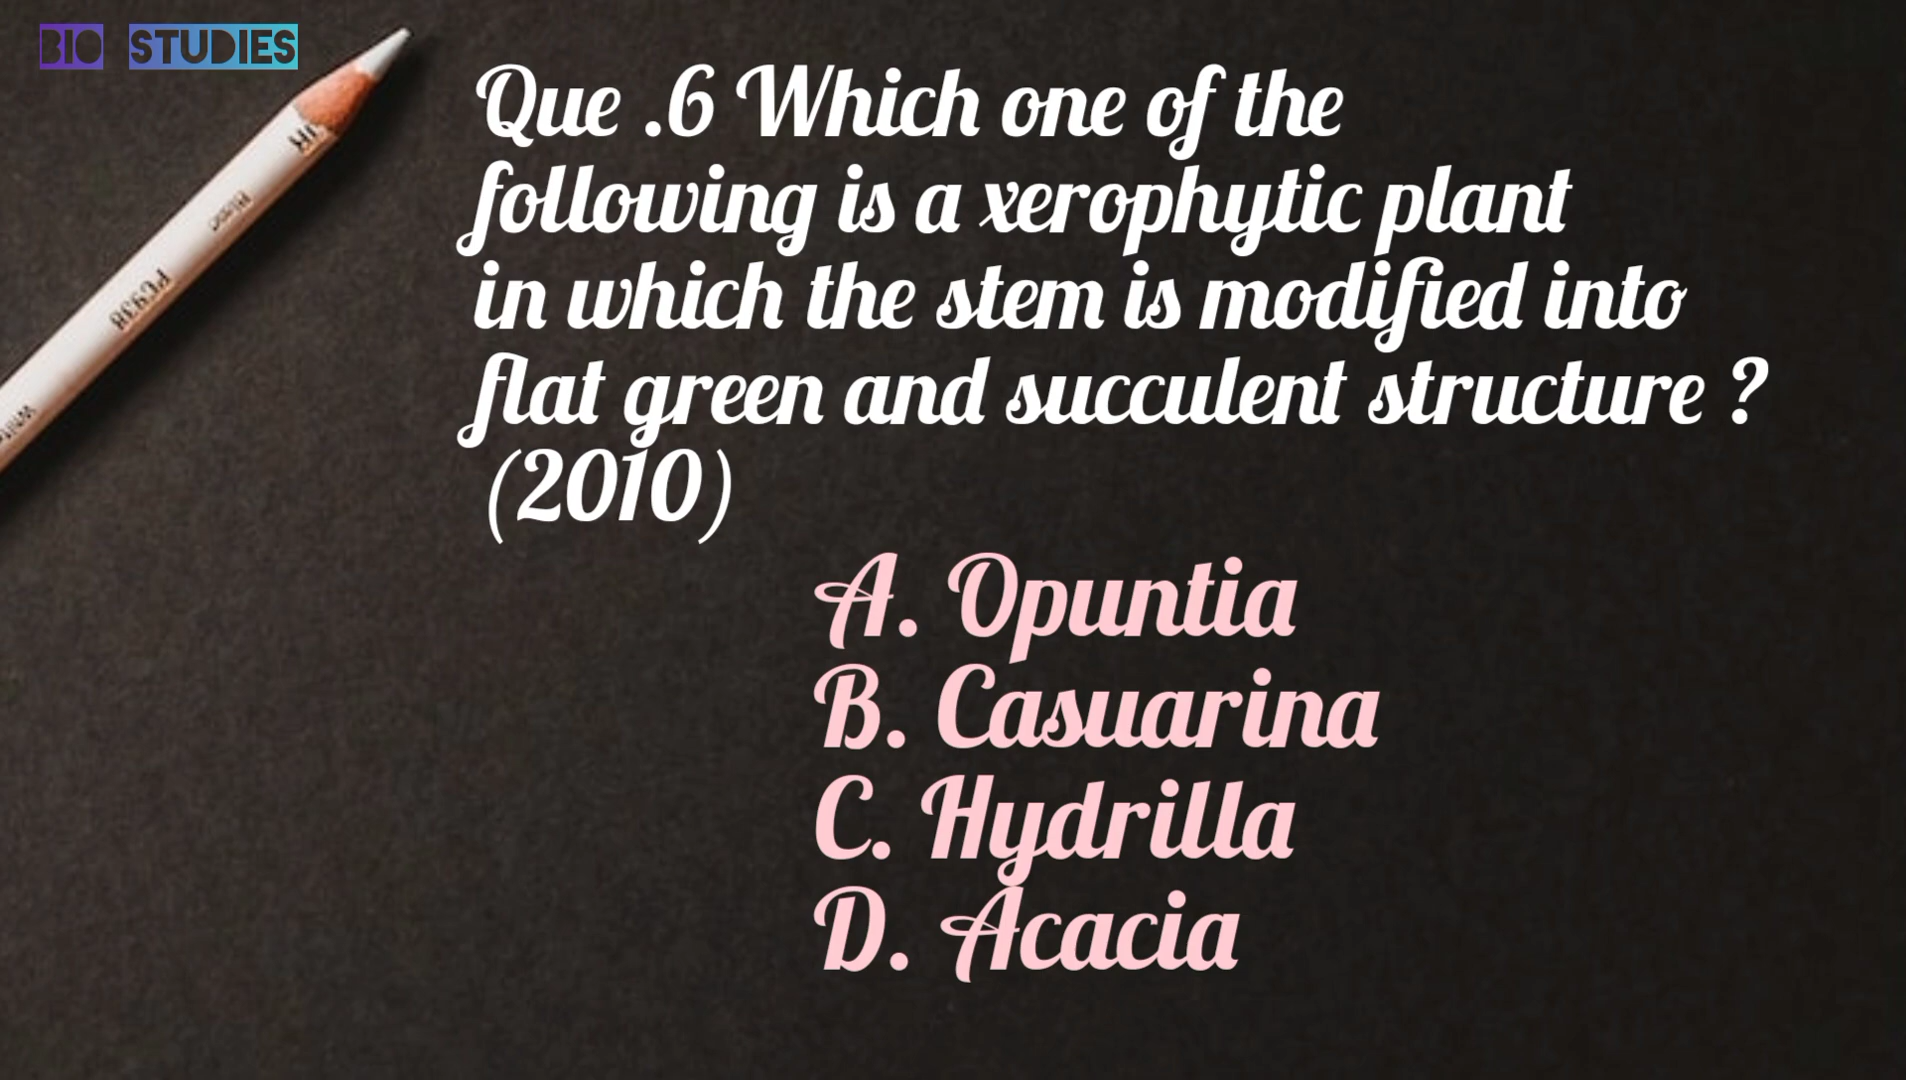 BIO STUDIES
Que .6 Which one of the
following is a xerophytic plant
in which the stem is modified into
flat green and succulent structure ?
(2010)
A. Opuntia
B. Casuarina
C. Hydrilla
D. Acacia